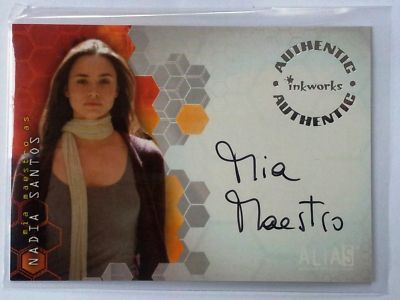 mia maestro as
NADIA SANTOS
AUTHENTIC
inkworks
AUTHENTIC
Mia
Maestro
ALIAS